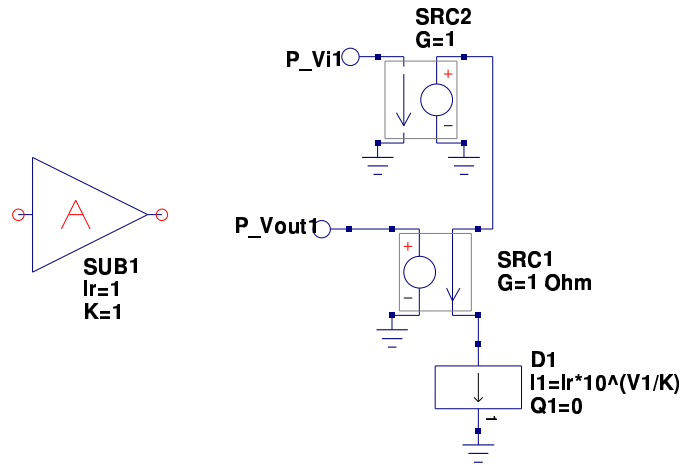 SRC2
G=1
P_Vi1
A
SUB1
Ir=1
K=1
P_Vout1
SRC1
G=1 Ohm
D1
I1=Ir*10^(V1/K)
Q1=0
1